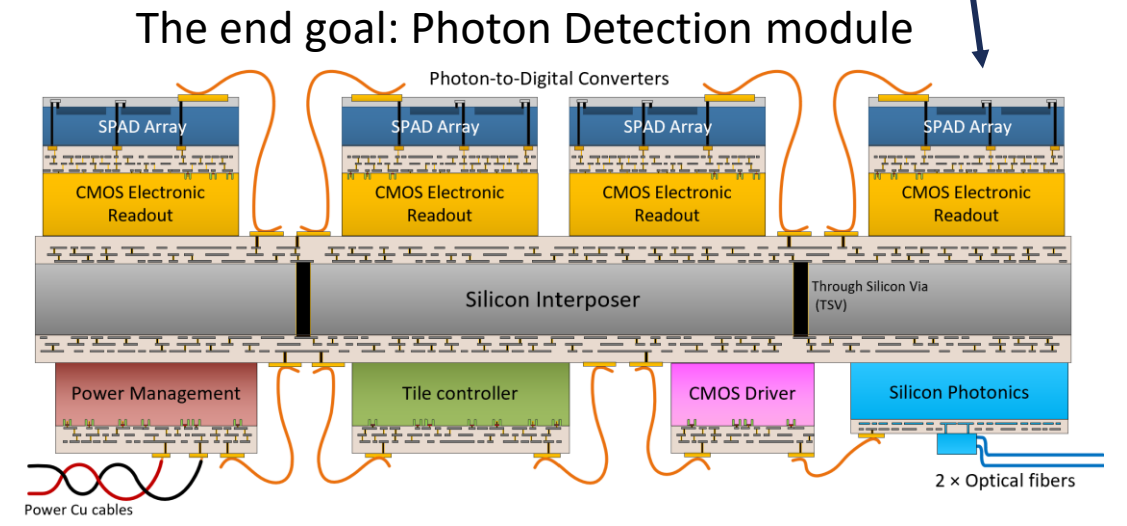 The end goal: Photon Detection module
Photon-to-Digital Converters
SPAD Array
SPAD Array
SPAD Array
SPAD Array
CMOS Electronic
Readout
CMOS Electronic
Readout
CMOS Electronic
Readout
CMOS Electronic
Readout
Silicon Interposer
Through Silicon Via
(TSV)
Power Management
Tile controller
CMOS Driver
Silicon Photonics
2 × Optical fibers
Power Cu cables